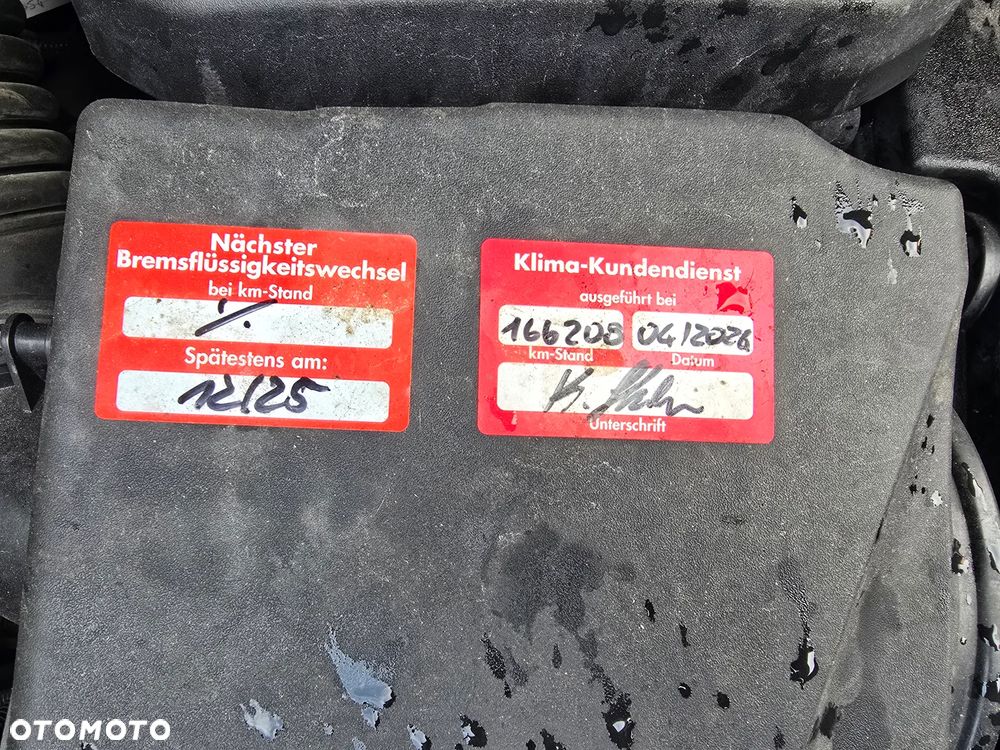 Nächster
Bremsflüssigkeitswechsel
bei km-Stand
./.
Spätestens am:
12/25
Klima-Kundendienst
ausgeführt bei
166208 04/2026
km-Stand Datum
K.
Unterschrift
OTOMOTO